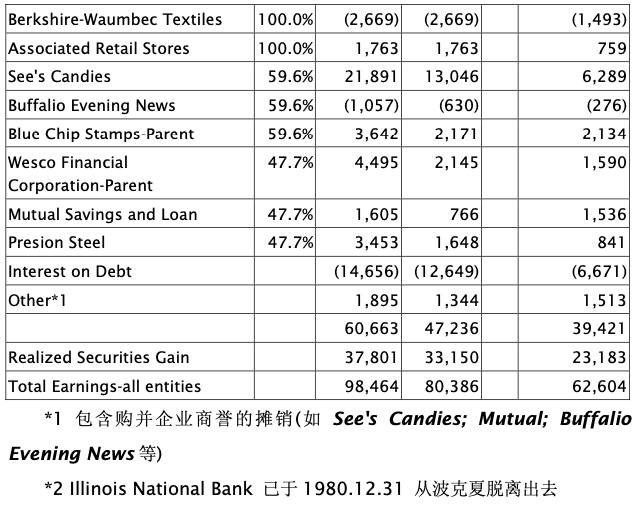 Berkshire-Waumbec Textiles 100.0% (2,669) (2,669) (1,493)
Associated Retail Stores 100.0% 1,763 1,763 759
See's Candies 59.6% 21,891 13,046 6,289
Buffalio Evening News 59.6% (1,057) (630) (276)
Blue Chip Stamps-Parent 59.6% 3,642 2,171 2,134
Wesco Financial 47.7% 4,495 2,145 1,590
Corporation-Parent
Mutual Savings and Loan 47.7% 1,605 766 1,536
Presion Steel 47.7% 3,453 1,648 841
Interest on Debt (14,656) (12,649) (6,671)
Other*1 1,895 1,344 1,513
60,663 47,236 39,421
Realized Securities Gain 37,801 33,150 23,183
Total Earnings-all entities 98,464 80,386 62,604
*1 包含购并企业商誉的摊销(如 See's Candies; Mutual; Buffalio
Evening News 等)
*2 Illinois National Bank 已于 1980.12.31 从波克夏脱离出去